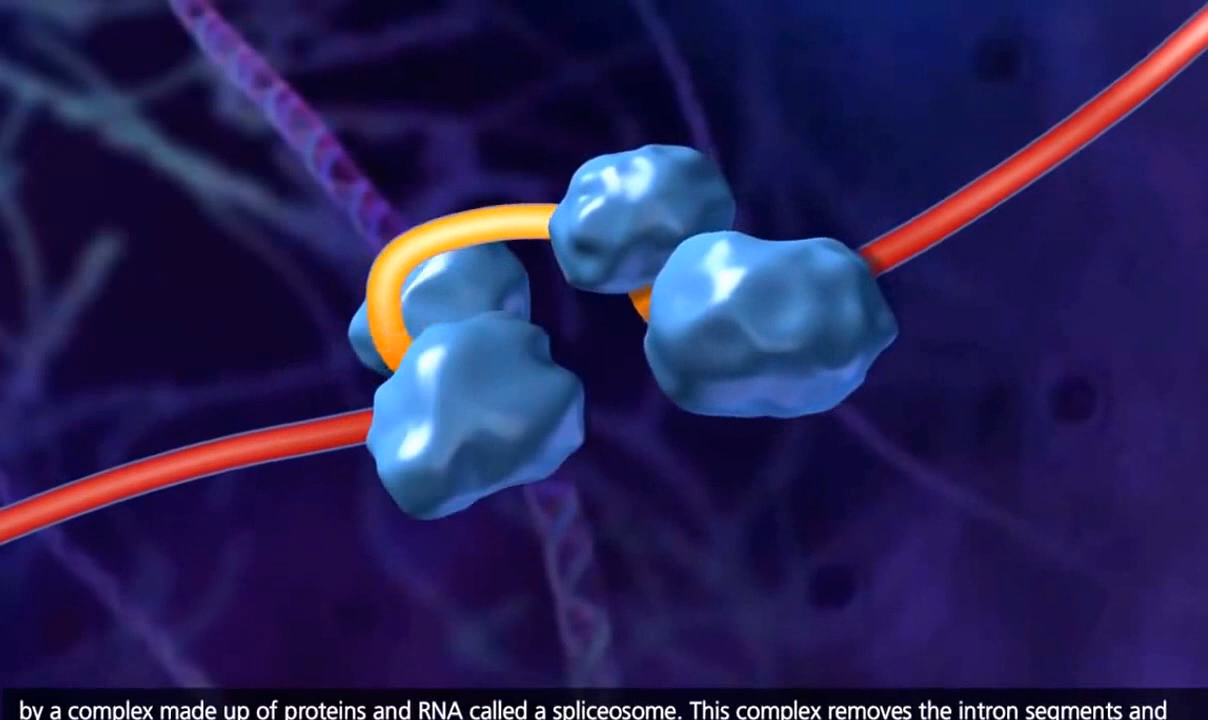 by a complex made up of proteins and RNA called a spliceosome. This complex removes the intron segments and